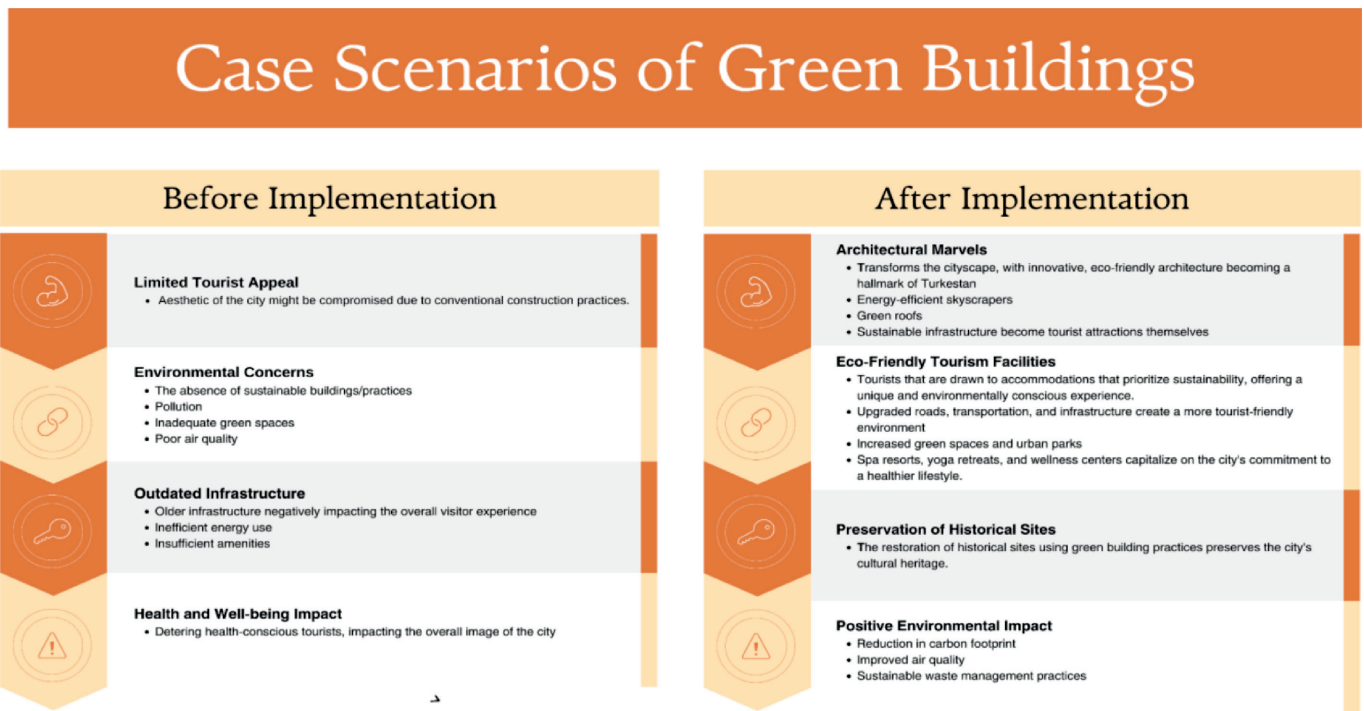 Case Scenarios of Green Buildings
Before Implementation
Limited Tourist Appeal
• Aesthetic of the city might be compromised due to conventional construction practices.
Environmental Concerns
• The absence of sustainable buildings/practices
• Pollution
• Inadequate green spaces
• Poor air quality
Outdated Infrastructure
• Older infrastructure negatively impacting the overall visitor experience
• Inefficient energy use
• Insufficient amenities
Health and Well-being Impact
• Detering health-conscious tourists, impacting the overall image of the city
After Implementation
Architectural Marvels
• Transforms the cityscape, with innovative, eco-friendly architecture becoming a
hallmark of Turkestan
• Energy-efficient skyscrapers
• Green roofs
• Sustainable infrastructure become tourist attractions themselves
Eco-Friendly Tourism Facilities
• Tourists that are drawn to accommodations that prioritize sustainability, offering a
unique and environmentally conscious experience.
• Upgraded roads, transportation, and infrastructure create a more tourist-friendly
environment
• Increased green spaces and urban parks
• Spa resorts, yoga retreats, and wellness centers capitalize on the city's commitment to
a healthier lifestyle.
Preservation of Historical Sites
• The restoration of historical sites using green building practices preserves the city's
cultural heritage.
Positive Environmental Impact
• Reduction in carbon footprint
• Improved air quality
• Sustainable waste management practices